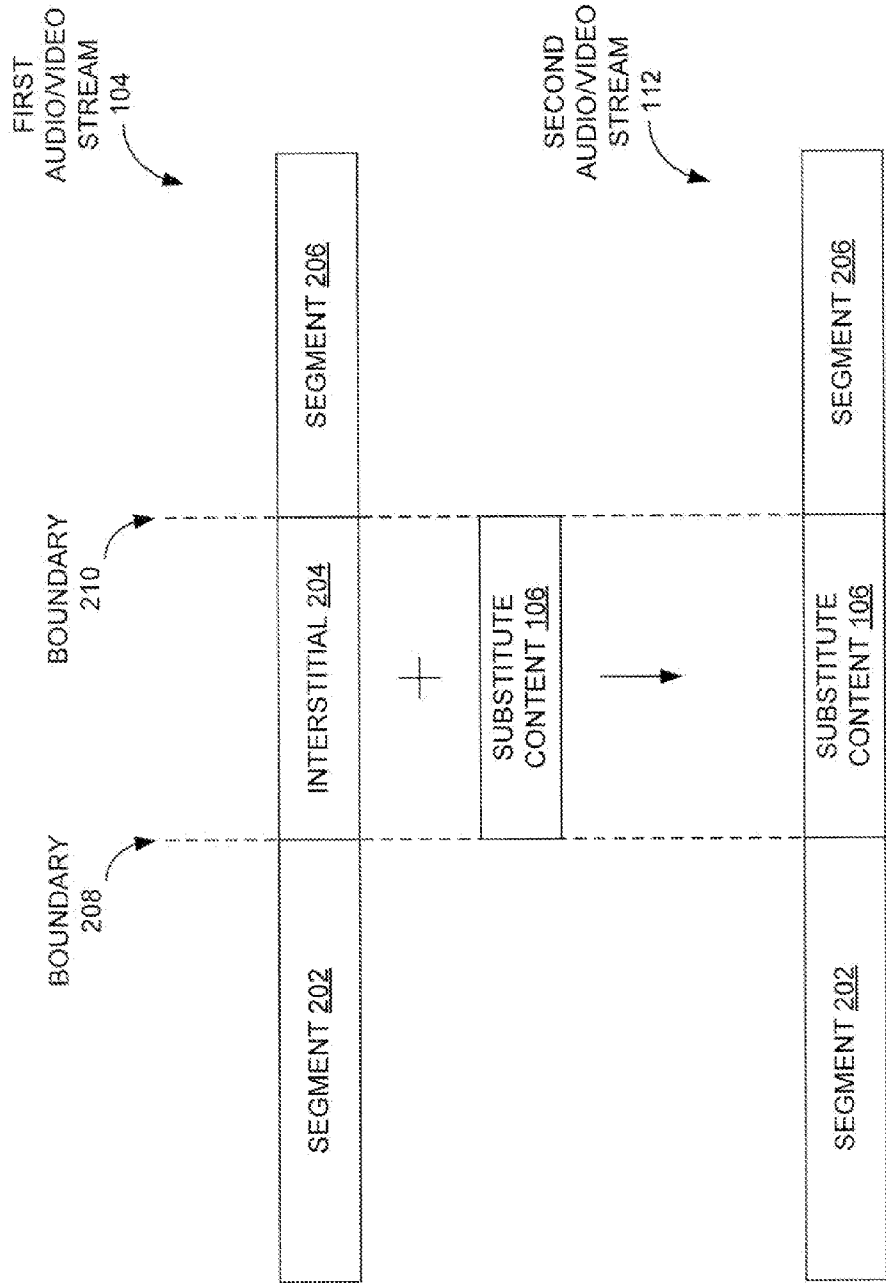 FIRST
AUDIO/VIDEO
STREAM
104
BOUNDARY
208
BOUNDARY
210
SEGMENT 202
INTERSTITIAL 204
SEGMENT 206
+
SUBSTITUTE
CONTENT 106
SECOND
AUDIO/VIDEO
STREAM
112
SEGMENT 202
SUBSTITUTE
CONTENT 106
SEGMENT 206